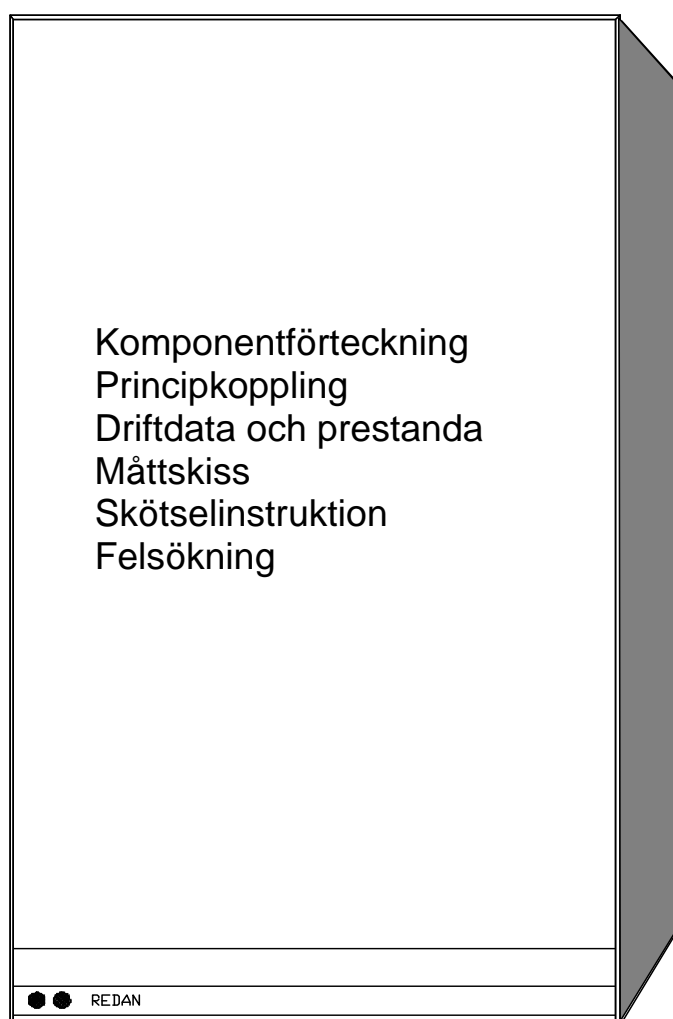 Komponentförteckning
Principkoppling
Driftdata och prestanda
Måttskiss
Skötselinstruktion
Felsökning
REDAN